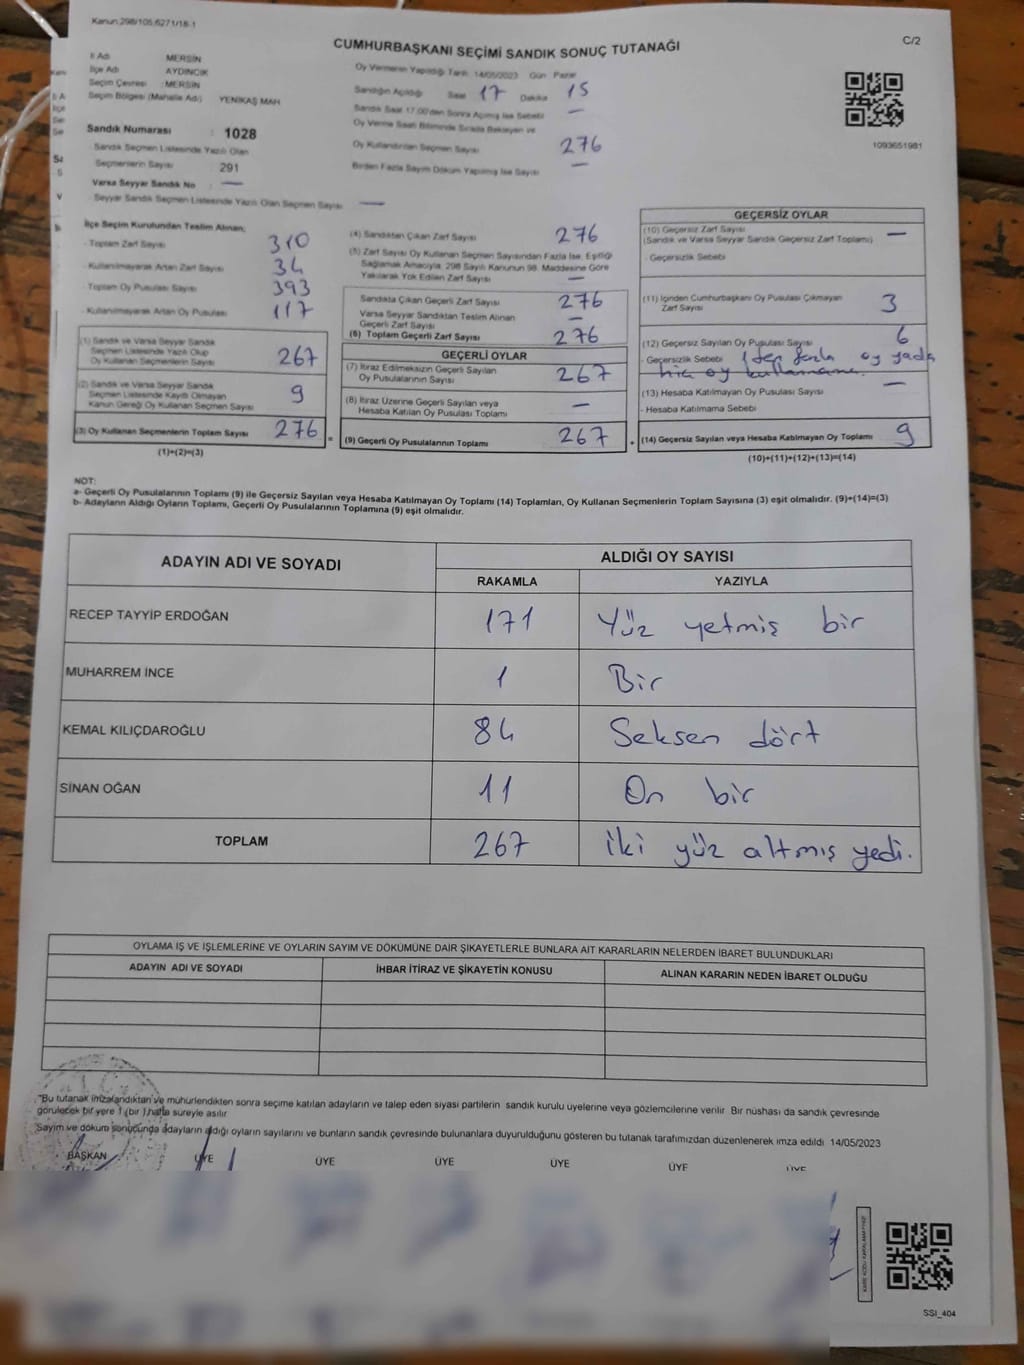 Kanun.298/105,6271/18-1
CUMHURBAŞKANI SEÇİMİ SANDIK SONUÇ TUTANAĞI
C/2
İl Adı MERSİN
İlçe Adı AYDINCIK
Seçim Çevresi : MERSİN
Seçim Bölgesi (Mahalle Adı) YENİKAŞ MAH
Sandık Numarası : 1028
Sandık Seçmen Listesinde Yazılı Olan
Seçmenlerin Sayısı 291
Varsa Seyyar Sandık No : —
Seyyar Sandık Seçmen Listesinde Yazılı Olan Seçmen Sayısı —
Oy Vermenin Yapıldığı Tarih : 14/05/2023 Gün Pazar
Sandığın Açıldığı Saat 17 Dakika 15
Sandık Saat 17.00'den Sonra Açılmış İse Sebebi —
Oy Verme Saati Bitiminde Sırada Bekleyen ve
Oy Kullandırılan Seçmen Sayısı 276
Birden Fazla Sayım Döküm Yapılmış İse Sayısı —
1093651981
İlçe Seçim Kurulundan Teslim Alınan;
- Toplam Zarf Sayısı 310
- Kullanılmayarak Artan Zarf Sayısı 34
- Toplam Oy Pusulası Sayısı 393
- Kullanılmayarak Artan Oy Pusulası 117
(1) Sandık ve Varsa Seyyar Sandık
Seçmen Listesinde Yazılı Olup
Oy Kullanan Seçmenlerin Sayısı 267
(2) Sandık ve Varsa Seyyar Sandık
Seçmen Listesinde Kayıtlı Olmayan
Kanun Gereği Oy Kullanan Seçmen Sayısı 9
(3) Oy Kullanan Seçmenlerin Toplam Sayısı 276 =
(1)+(2)=(3)
(4) Sandıktan Çıkan Zarf Sayısı 276
(5) Zarf Sayısı Oy Kullanan Seçmen Sayısından Fazla İse, Eşitliği
Sağlamak Amacıyla, 298 Sayılı Kanunun 98. Maddesine Göre
Yakılarak Yok Edilen Zarf Sayısı —
Sandıkta Çıkan Geçerli Zarf Sayısı 276
Varsa Seyyar Sandıktan Teslim Alınan
Geçerli Zarf Sayısı —
(6) Toplam Geçerli Zarf Sayısı 276
GEÇERLİ OYLAR
(7) İtiraz Edilmeksizin Geçerli Sayılan
Oy Pusulalarının Sayısı 267
(8) İtiraz Üzerine Geçerli Sayılan veya
Hesaba Katılan Oy Pusulası Toplamı —
(9) Geçerli Oy Pusulalarının Toplamı 267 +
GEÇERSİZ OYLAR
(10) Geçersiz Zarf Sayısı
(Sandık ve Varsa Seyyar Sandık Geçersiz Zarf Toplamı) —
- Geçersizlik Sebebi
(11) İçinden Cumhurbaşkanı Oy Pusulası Çıkmayan
Zarf Sayısı 3
(12) Geçersiz Sayılan Oy Pusulası Sayısı 6
- Geçersizlik Sebebi 1 den fazla oy yada
hiç oy kullanmama.
(13) Hesaba Katılmayan Oy Pusulası Sayısı —
- Hesaba Katılmama Sebebi
(14) Geçersiz Sayılan veya Hesaba Katılmayan Oy Toplamı 9
(10)+(11)+(12)+(13)=(14)
NOT:
a- Geçerli Oy Pusulalarının Toplamı (9) ile Geçersiz Sayılan veya Hesaba Katılmayan Oy Toplamı (14) Toplamları, Oy Kullanan Seçmenlerin Toplam Sayısına (3) eşit olmalıdır. (9)+(14)=(3)
b- Adayların Aldığı Oyların Toplamı, Geçerli Oy Pusulalarının Toplamına (9) eşit olmalıdır.
ADAYIN ADI VE SOYADI ALDIĞI OY SAYISI
RAKAMLA YAZIYLA
RECEP TAYYİP ERDOĞAN 171 Yüz yetmiş bir
MUHARREM İNCE 1 Bir
KEMAL KILIÇDAROĞLU 84 Seksen dört
SİNAN OĞAN 11 On bir
TOPLAM 267 iki yüz altmış yedi.
OYLAMA İŞ VE İŞLEMLERİNE VE OYLARIN SAYIM VE DÖKÜMÜNE DAİR ŞİKAYETLERLE BUNLARA AİT KARARLARIN NELERDEN İBARET BULUNDUKLARI
ADAYIN ADI VE SOYADI İHBAR İTİRAZ VE ŞİKAYETİN KONUSU ALINAN KARARIN NEDEN İBARET OLDUĞU
"Bu tutanak imzalandıktan ve mühürlendikten sonra seçime katılan adayların ve talep eden siyasi partilerin sandık kurulu üyelerine veya gözlemcilerine verilir. Bir nüshası da sandık çevresinde
görülecek bir yere 1 (bir ) hafta süreyle asılır
Sayım ve döküm sonucunda adayların aldığı oyların sayılarını ve bunların sandık çevresinde bulunanlara duyurulduğunu gösteren bu tutanak tarafımızdan düzenlenerek imza edildi 14/05/2023
BAŞKAN ÜYE ÜYE ÜYE ÜYE ÜYE ÜYE
SSI_404